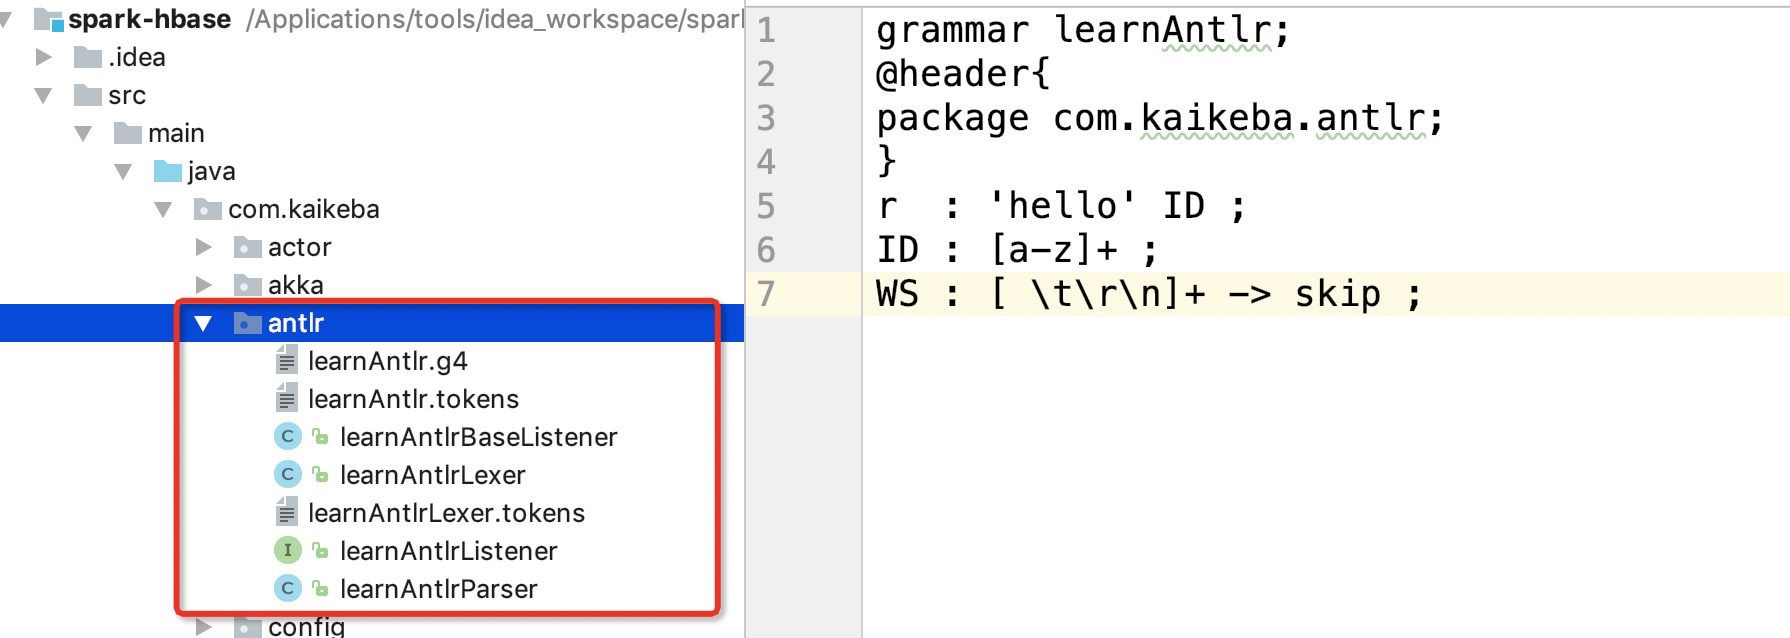 spark-hbase /Applications/tools/idea_workspace/spark
.idea
src
main
java
com.kaikeba
actor
akka
antlr
learnAntlr.g4
learnAntlr.tokens
C learnAntlrBaseListener
C learnAntlrLexer
learnAntlrLexer.tokens
I learnAntlrListener
C learnAntlrParser
config
1 grammar learnAntlr;
2 @header{
3 package com.kaikeba.antlr;
4 }
5 r  : 'hello' ID ;
6 ID : [a-z]+ ;
7 WS : [ \t\r\n]+ -> skip ;